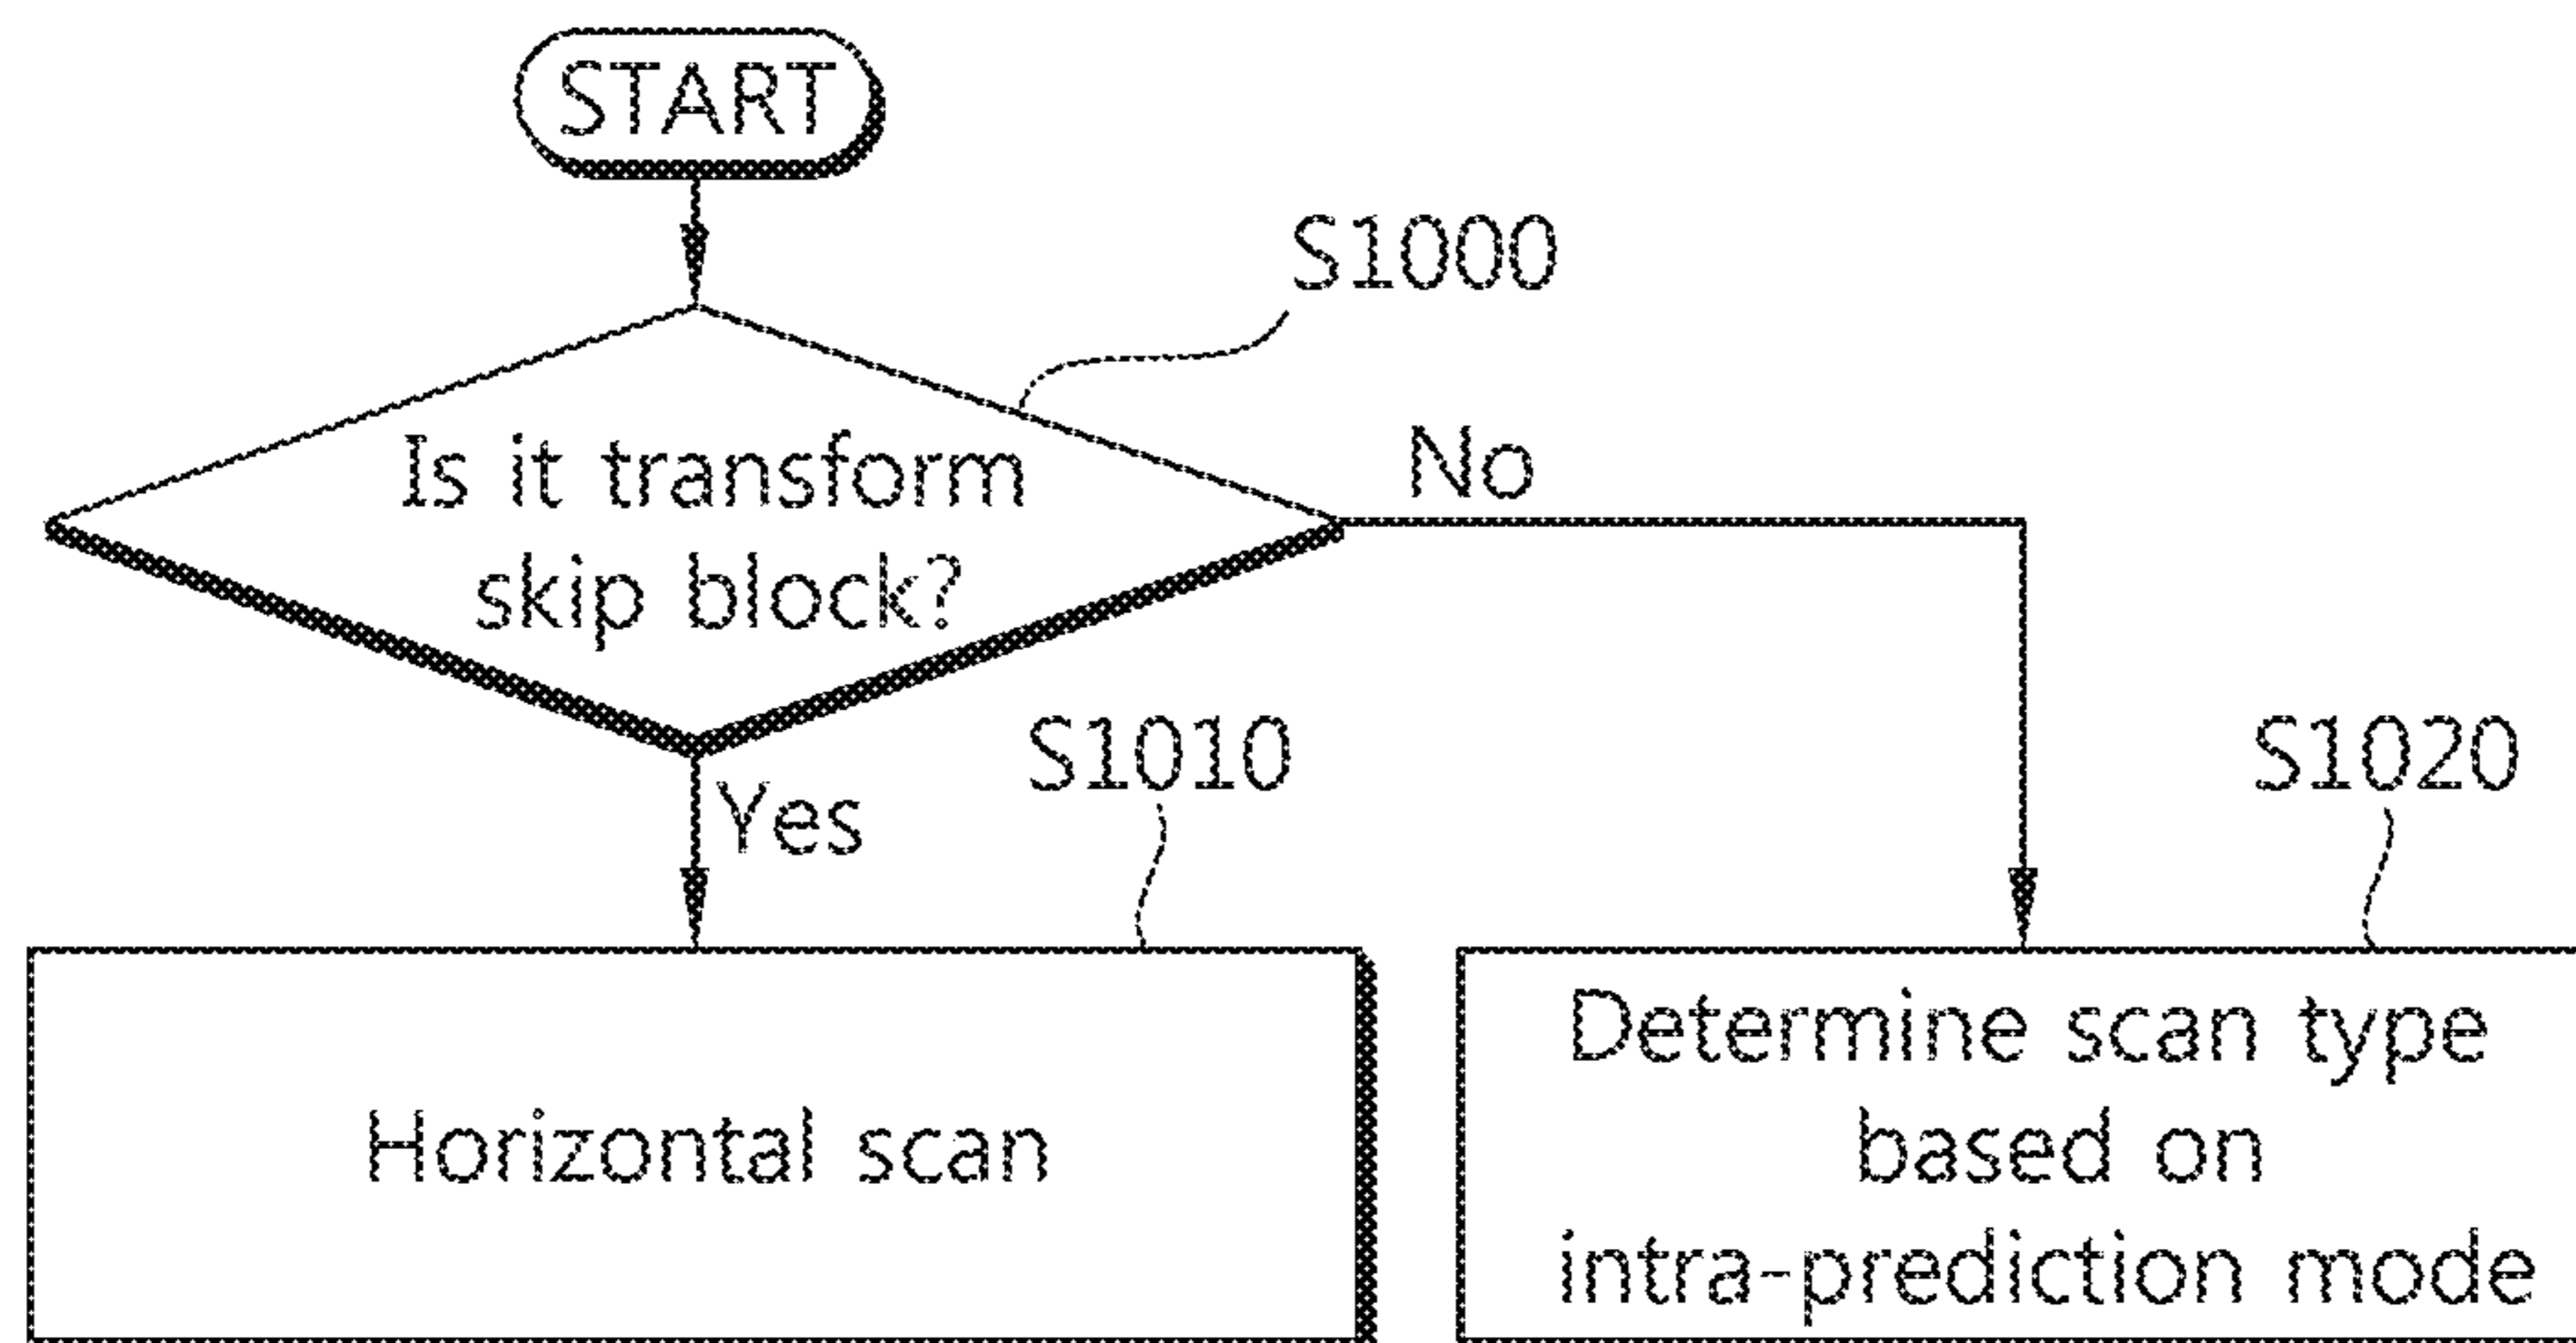 START
S1000
Is it transform
skip block?
No
Yes
S1010
S1020
Horizontal scan
Determine scan type
based on
intra-prediction mode